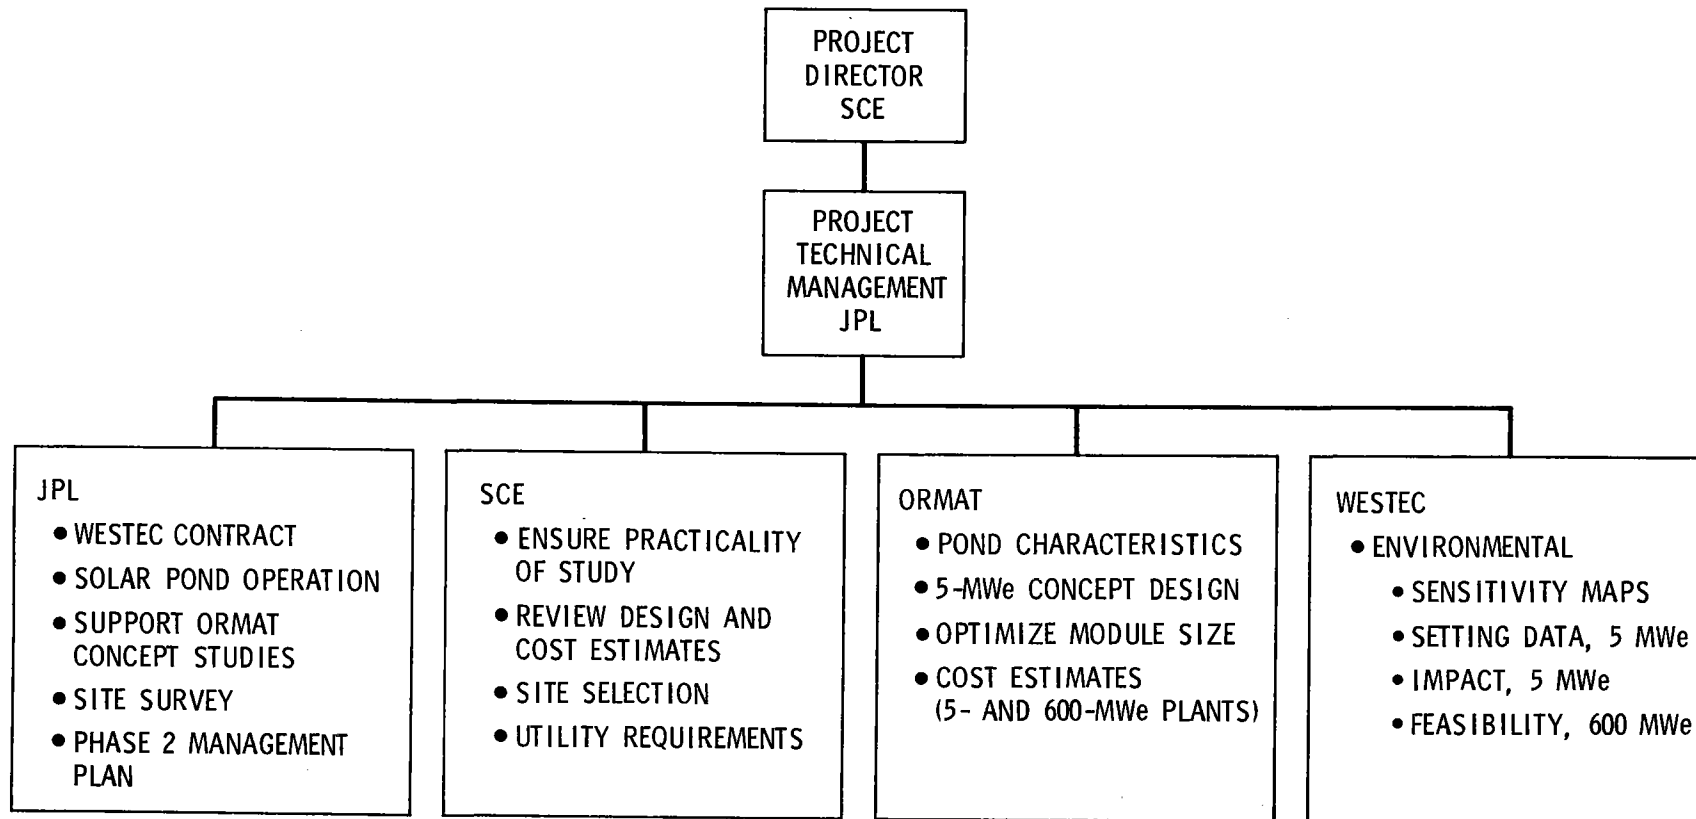 PROJECT
DIRECTOR
SCE
PROJECT
TECHNICAL
MANAGEMENT
JPL
JPL
• WESTEC CONTRACT
• SOLAR POND OPERATION
• SUPPORT ORMAT
CONCEPT STUDIES
• SITE SURVEY
• PHASE 2 MANAGEMENT
PLAN
SCE
• ENSURE PRACTICALITY
OF STUDY
• REVIEW DESIGN AND
COST ESTIMATES
• SITE SELECTION
• UTILITY REQUIREMENTS
ORMAT
• POND CHARACTERISTICS
• 5-MWe CONCEPT DESIGN
• OPTIMIZE MODULE SIZE
• COST ESTIMATES
(5- AND 600-MWe PLANTS)
WESTEC
• ENVIRONMENTAL
• SENSITIVITY MAPS
• SETTING DATA, 5 MWe
• IMPACT, 5 MWe
• FEASIBILITY, 600 MWe